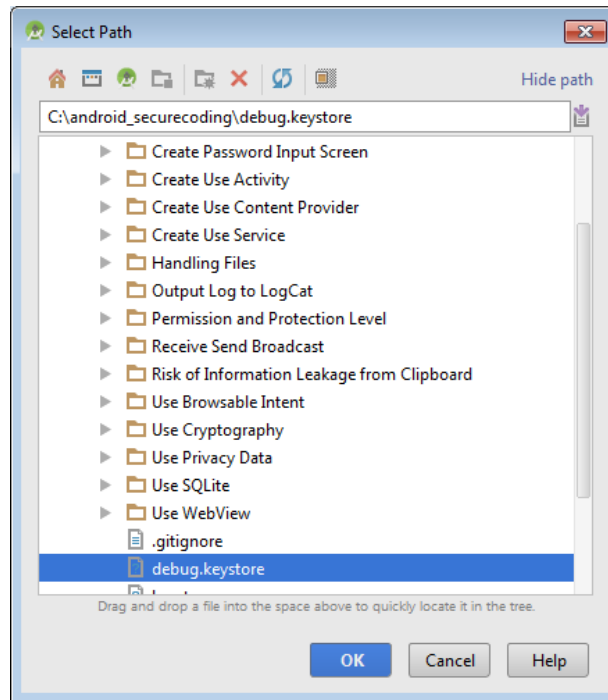 Select Path
Hide path
C:\android_securecoding\debug.keystore
Create Password Input Screen
Create Use Activity
Create Use Content Provider
Create Use Service
Handling Files
Output Log to LogCat
Permission and Protection Level
Receive Send Broadcast
Risk of Information Leakage from Clipboard
Use Browsable Intent
Use Cryptography
Use Privacy Data
Use SQLite
Use WebView
.gitignore
debug.keystore
Drag and drop a file into the space above to quickly locate it in the tree.
OK
Cancel
Help